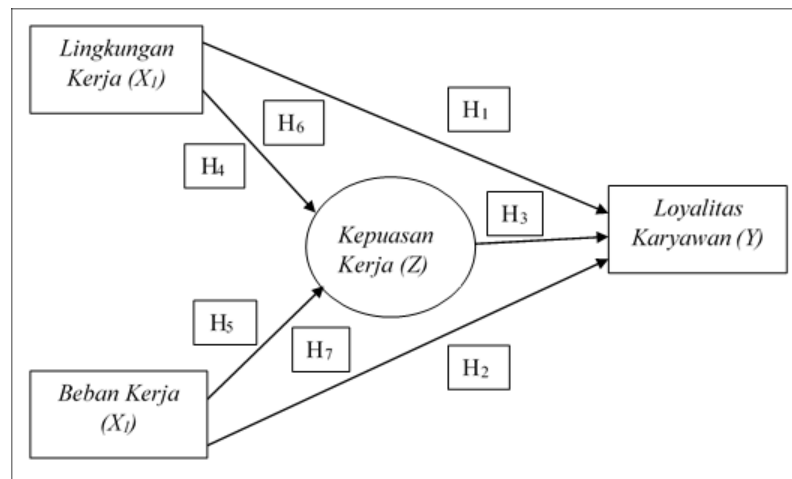 Lingkungan
Kerja (X1)
H1
H6
H4
H3
Kepuasan
Kerja (Z)
Loyalitas
Karyawan (Y)
H5
H7
H2
Beban Kerja
(X1)